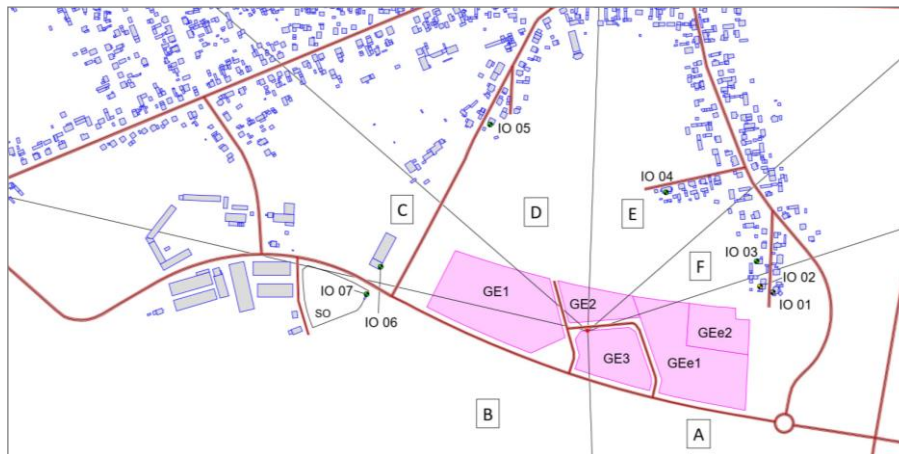 IO 05
IO 04
C
D
E
F
IO 03
IO 02
IO 01
GE1
GE2
IO 07
SO
IO 06
GEe2
GE3
GEe1
B
A